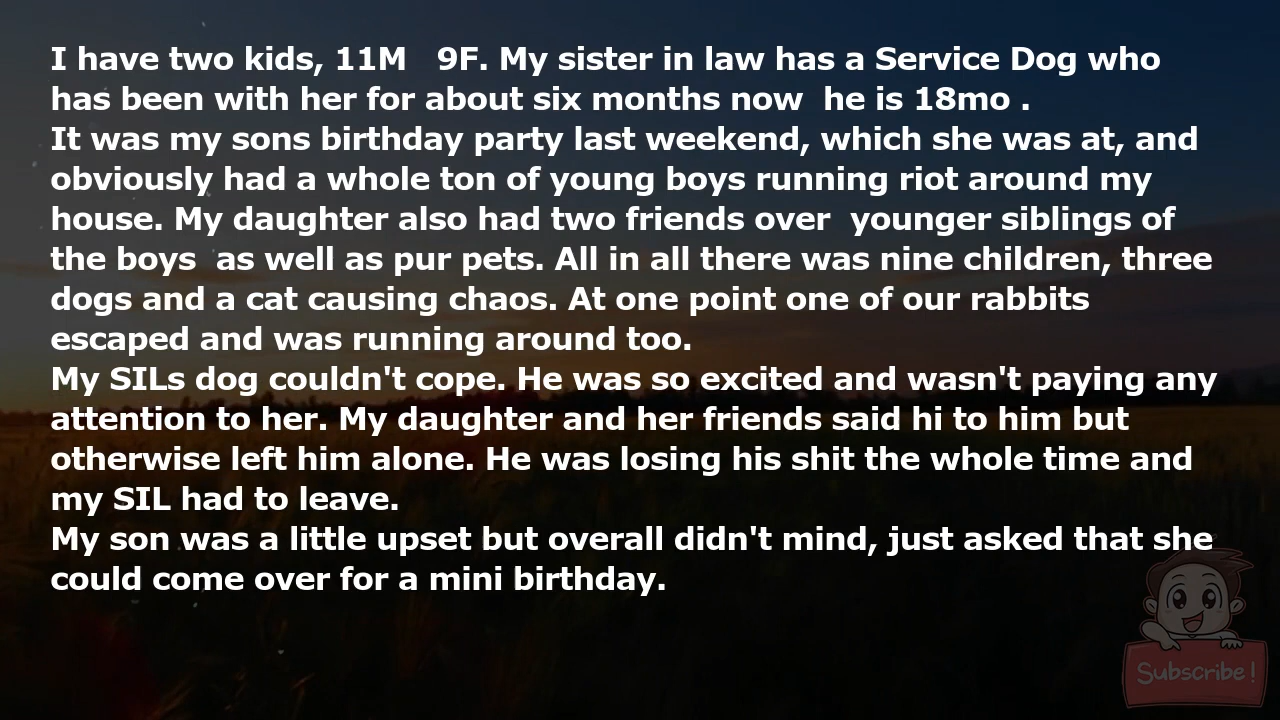 I have two kids, 11M 9F. My sister in law has a Service Dog who
has been with her for about six months now he is 18mo .
It was my sons birthday party last weekend, which she was at, and
obviously had a whole ton of young boys running riot around my
house. My daughter also had two friends over younger siblings of
the boys as well as pur pets. All in all there was nine children, three
dogs and a cat causing chaos. At one point one of our rabbits
escaped and was running around too.
My SILs dog couldn't cope. He was so excited and wasn't paying any
attention to her. My daughter and her friends said hi to him but
otherwise left him alone. He was losing his shit the whole time and
my SIL had to leave.
My son was a little upset but overall didn't mind, just asked that she
could come over for a mini birthday.
Subscribe!